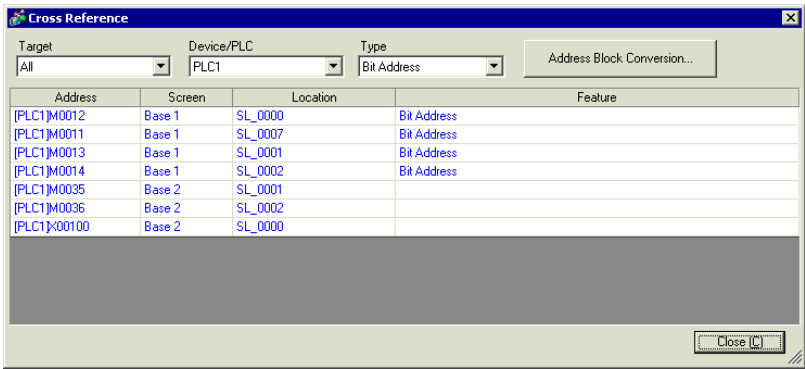 Cross Reference
Target Device/PLC Type
All PLC1 Bit Address Address Block Conversion...
Address Screen Location Feature
[PLC1]M0012 Base 1 SL_0000 Bit Address
[PLC1]M0011 Base 1 SL_0007 Bit Address
[PLC1]M0013 Base 1 SL_0001 Bit Address
[PLC1]M0014 Base 1 SL_0002 Bit Address
[PLC1]M0035 Base 2 SL_0001
[PLC1]M0036 Base 2 SL_0002
[PLC1]X00100 Base 2 SL_0000
Close (C)